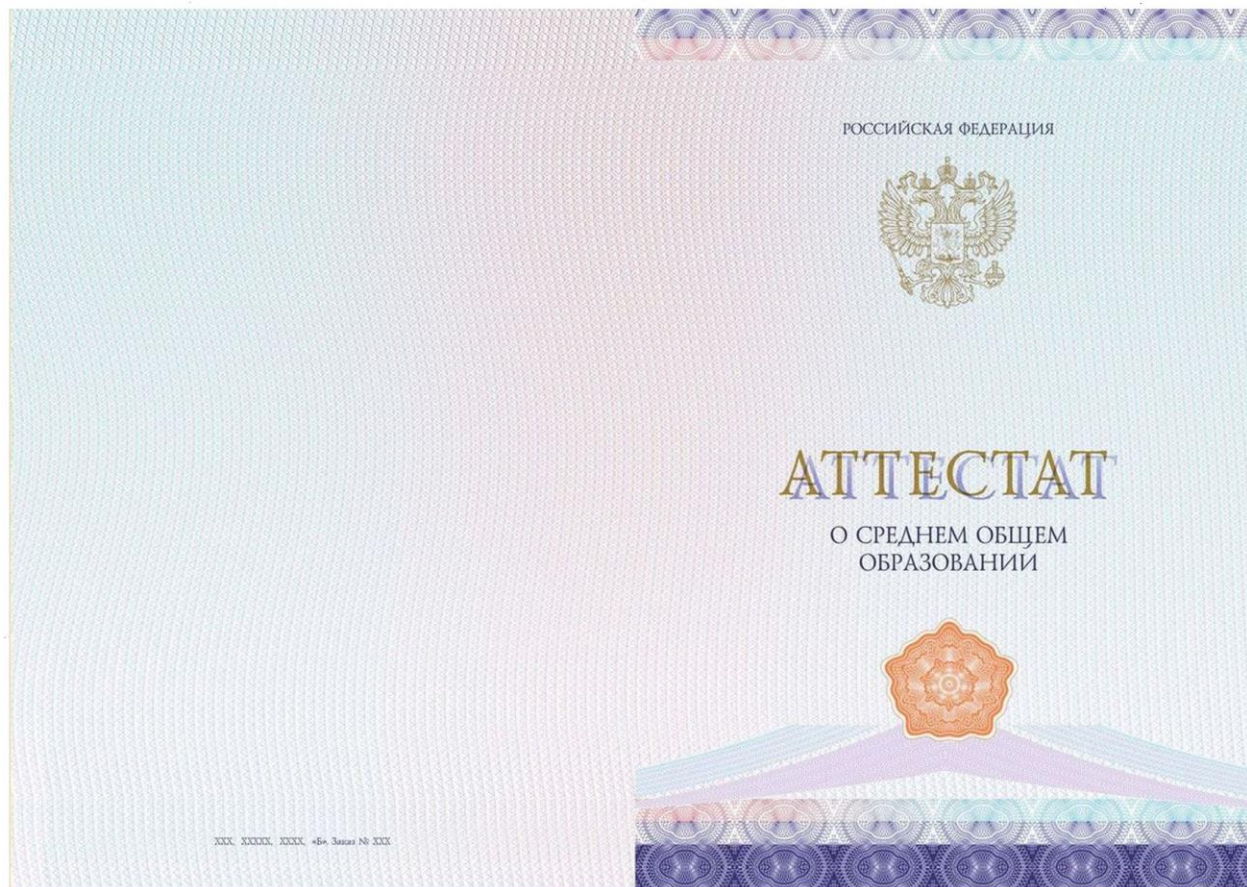 РОССИЙСКАЯ ФЕДЕРАЦИЯ
АТТЕСТАТ
О СРЕДНЕМ ОБЩЕМ
ОБРАЗОВАНИИ
XXX, XXXXX, XXXX, «Б», Заказ № XXX